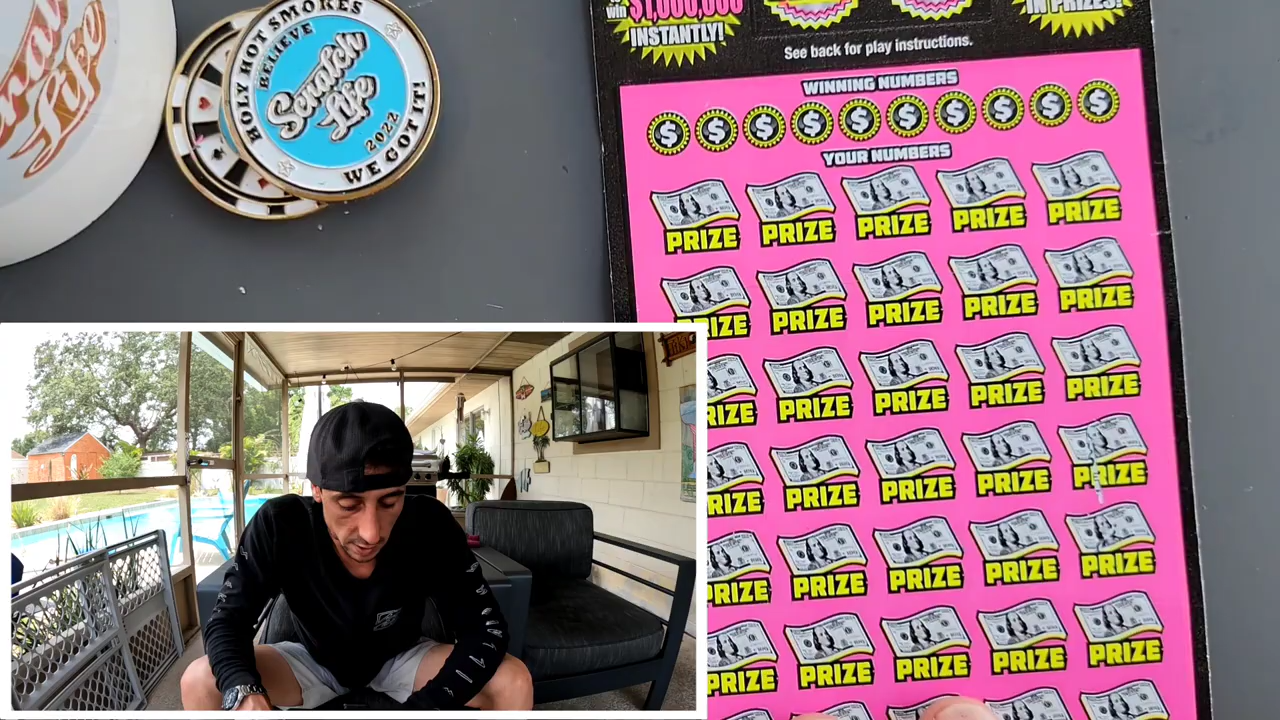 win $1,000,000
INSTANTLY!
IN PRIZES!
See back for play instructions.
WINNING NUMBERS
$ $ $ $ $ $ $ $ $ $
YOUR NUMBERS
PRIZE PRIZE PRIZE PRIZE PRIZE
PRIZE PRIZE PRIZE PRIZE PRIZE
PRIZE PRIZE PRIZE PRIZE PRIZE
PRIZE PRIZE PRIZE PRIZE PRIZE
PRIZE PRIZE PRIZE PRIZE PRIZE
PRIZE PRIZE PRIZE PRIZE PRIZE
HOLY HOT SMOKES
BELIEVE
Scratch
Life
2022
WE GOT IT!
Life